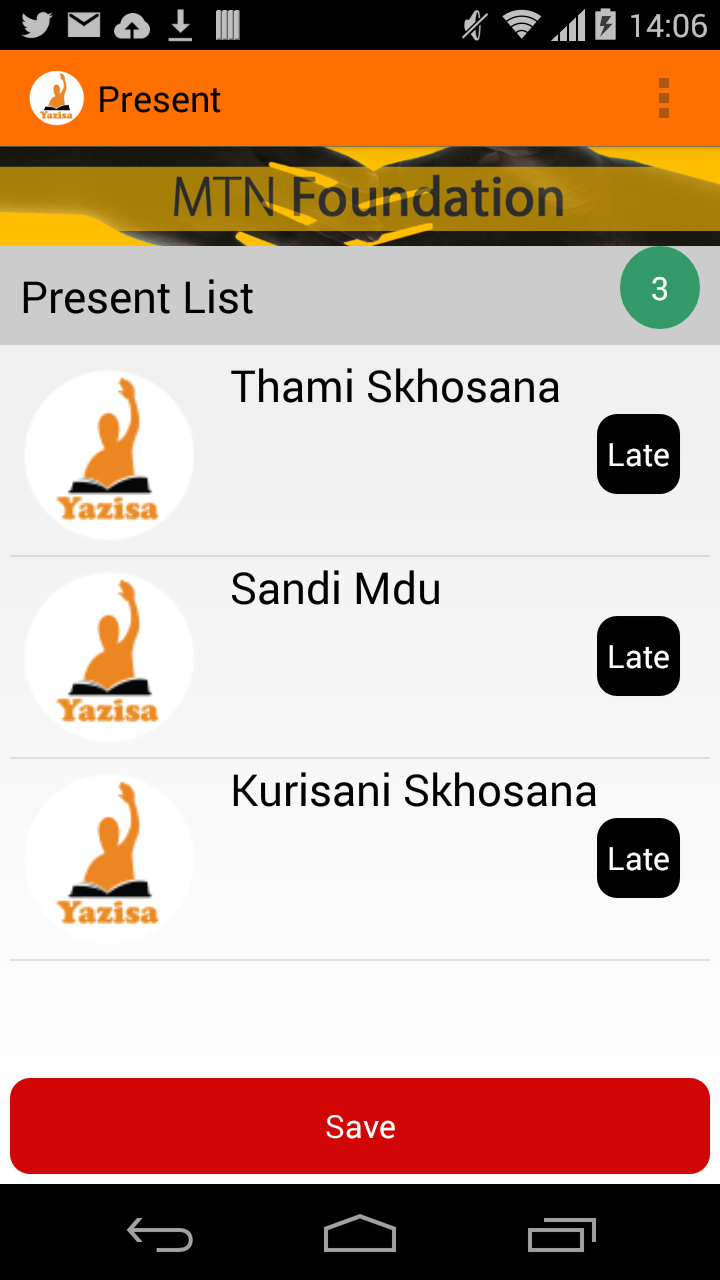 14:06
Yazisa
Present
MTN Foundation
Present List
3
Thami Skhosana
Late
Yazisa
Sandi Mdu
Late
Yazisa
Kurisani Skhosana
Late
Yazisa
Save